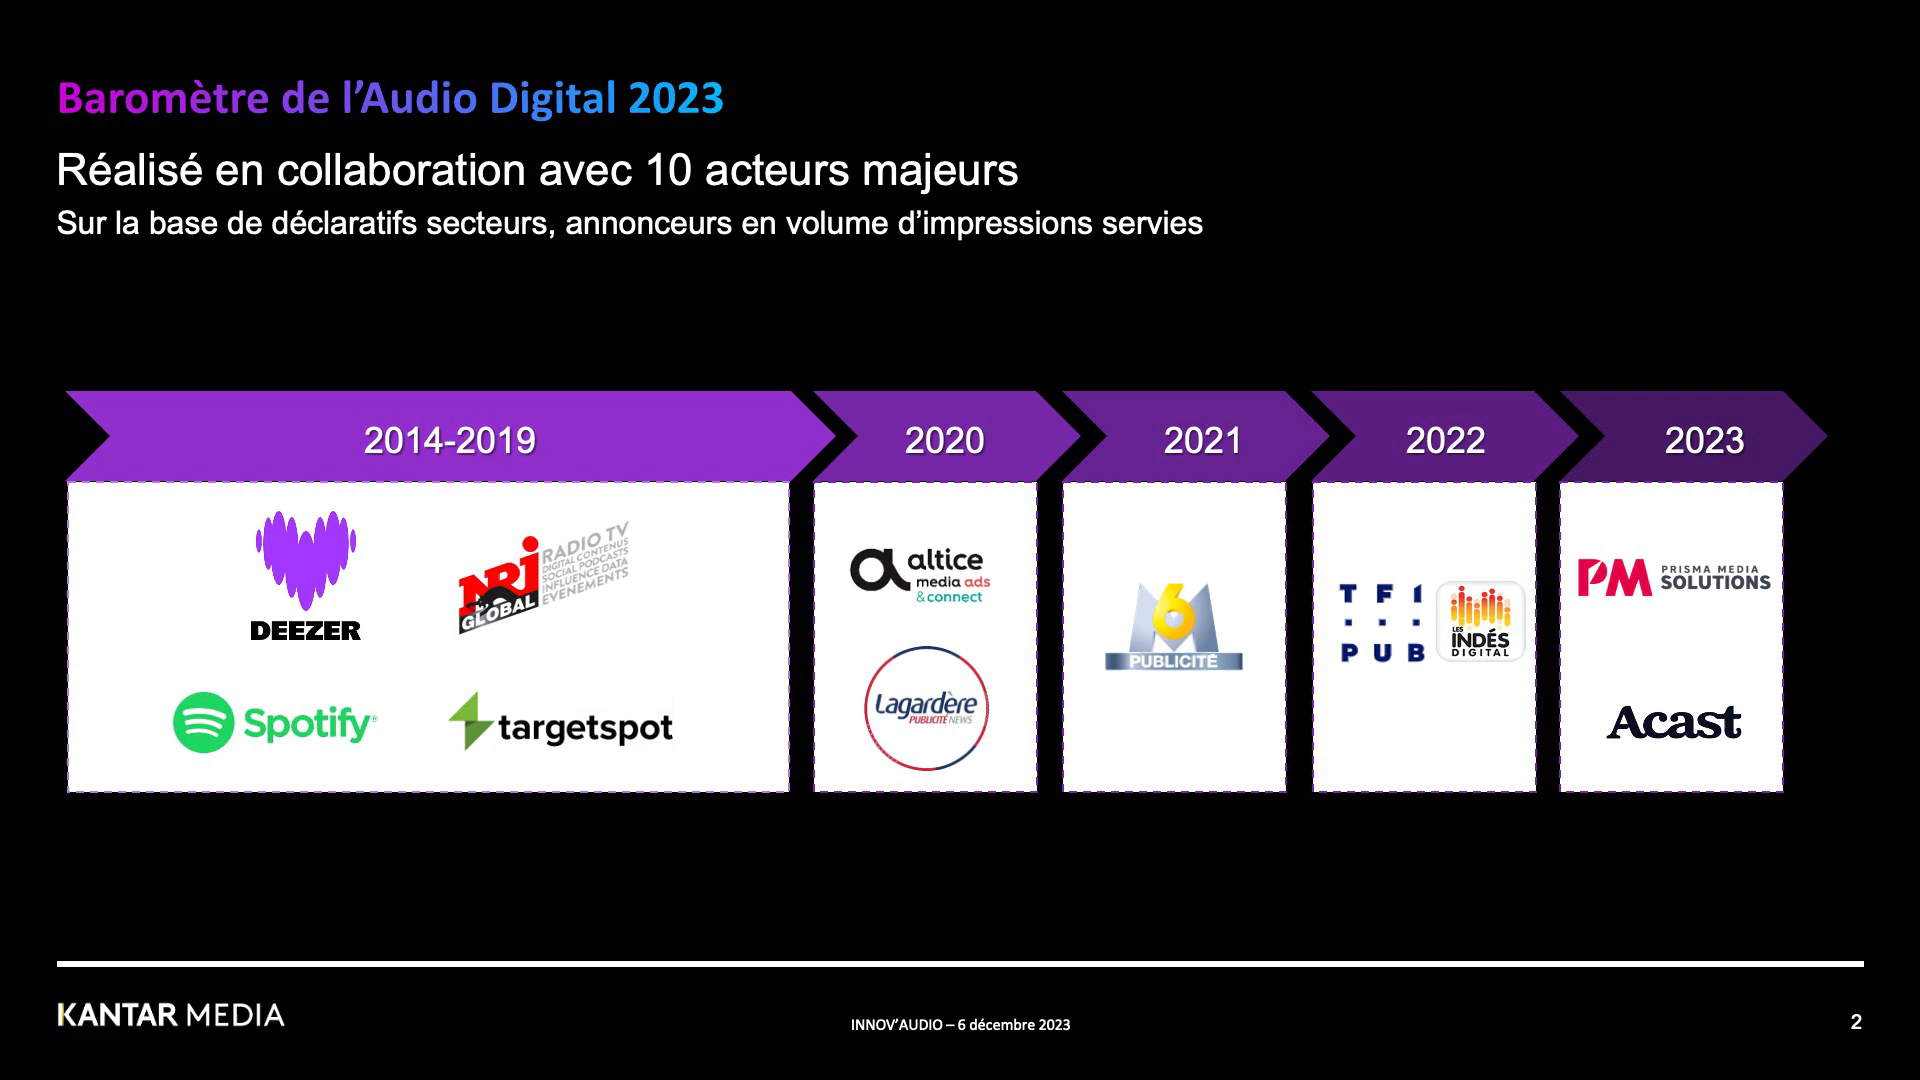 Baromètre de l’Audio Digital 2023
Réalisé en collaboration avec 10 acteurs majeurs
Sur la base de déclaratifs secteurs, annonceurs en volume d’impressions servies
2014-2019
2020
2021
2022
2023
DEEZER
NRJ
GLOBAL
RADIO TV
DIGITAL CONTENUS
SOCIAL PODCASTS
INFLUENCE DATA
EVENEMENTS
Spotify®
targetspot
altice
media ads
& connect
Lagardère
PUBLICITÉ NEWS
M6
PUBLICITÉ
TF1
PUB
LES
INDÉS
DIGITAL
PM
PRISMA MEDIA
SOLUTIONS
Acast
KANTAR MEDIA
INNOV’AUDIO – 6 décembre 2023
2